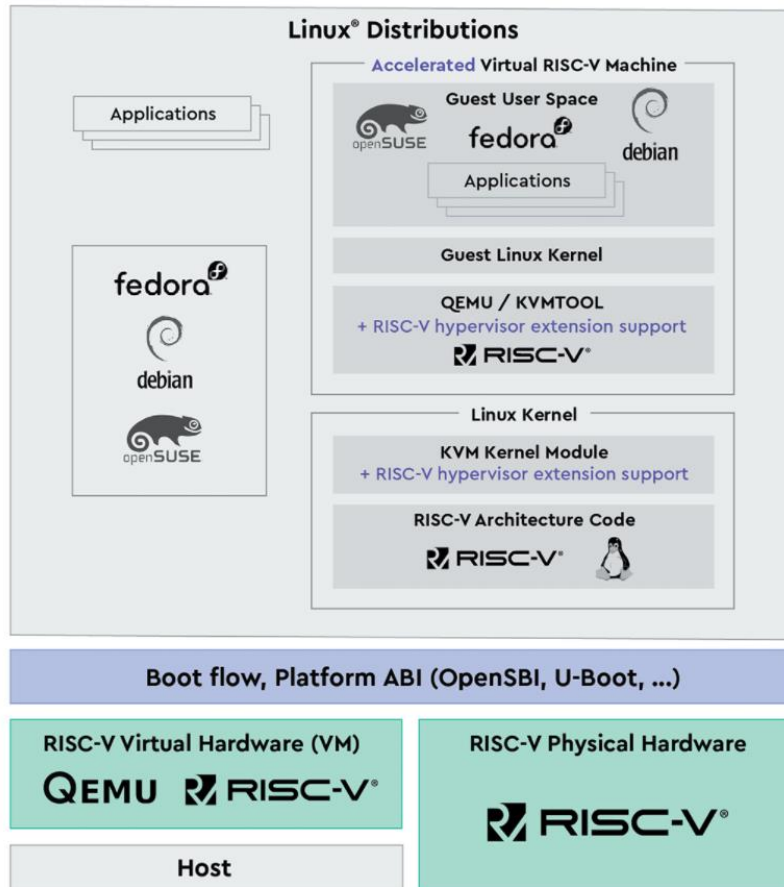 Linux® Distributions
Accelerated Virtual RISC-V Machine
Applications
Guest User Space
openSUSE
fedora
debian
Applications
Guest Linux Kernel
QEMU / KVMTOOL
+ RISC-V hypervisor extension support
RISC-V®
fedora
debian
openSUSE
Linux Kernel
KVM Kernel Module
+ RISC-V hypervisor extension support
RISC-V Architecture Code
RISC-V®
Boot flow, Platform ABI (OpenSBI, U-Boot, ...)
RISC-V Virtual Hardware (VM)
QEMU RISC-V®
RISC-V Physical Hardware
RISC-V®
Host